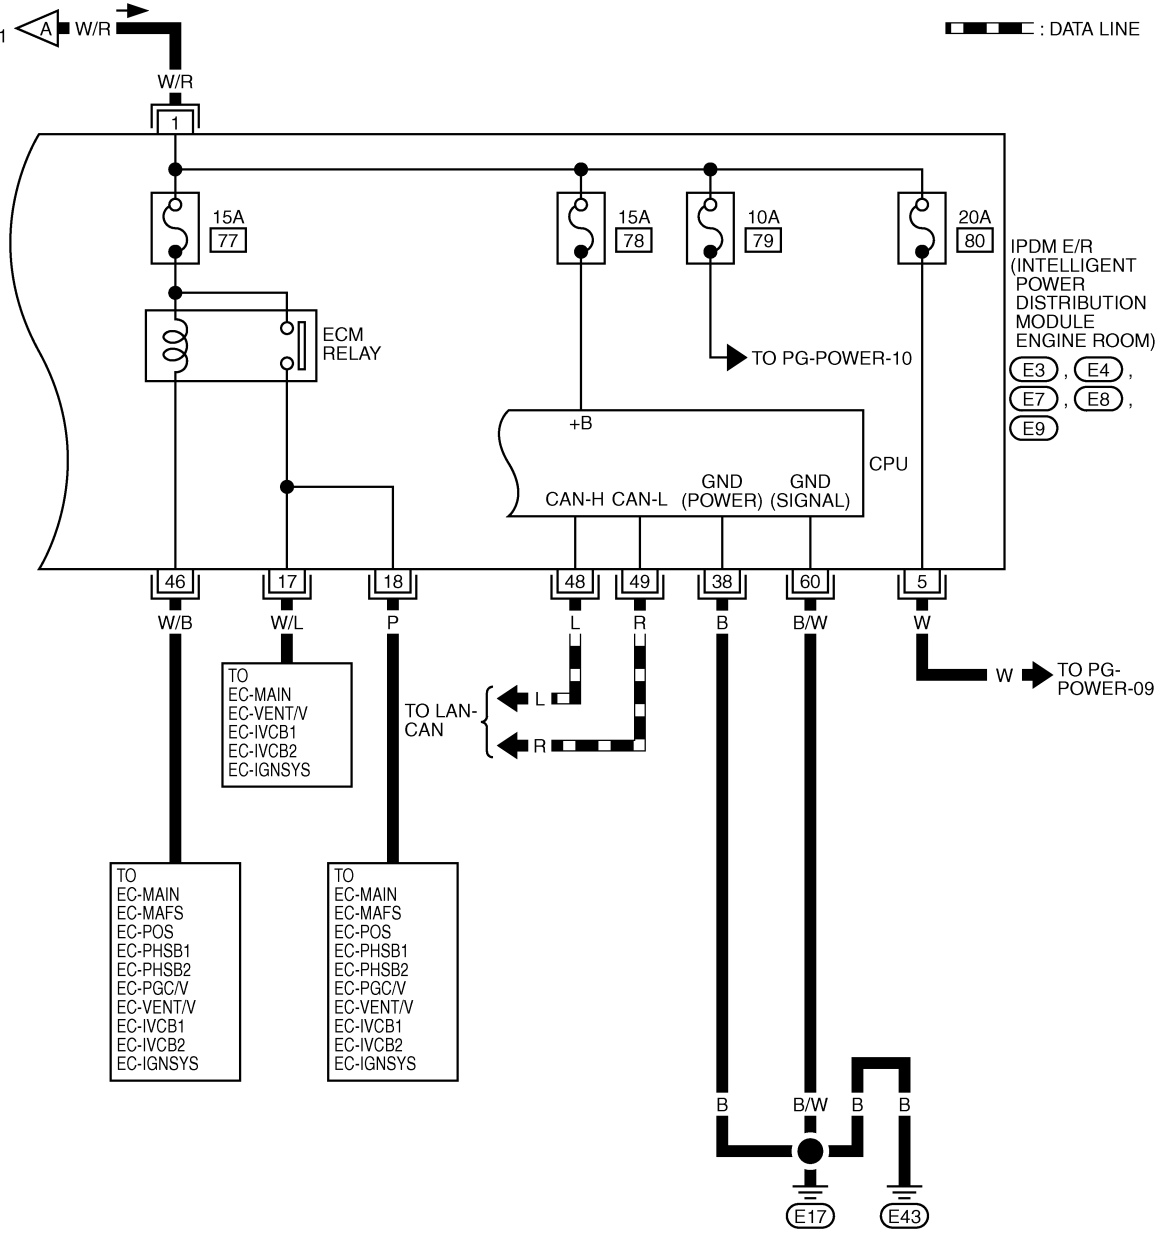 1
A W/R
: DATA LINE
W/R
1
15A
77
15A
78
10A
79
20A
80
IPDM E/R
(INTELLIGENT
POWER
DISTRIBUTION
MODULE
ENGINE ROOM)
E3 , E4 ,
E7 , E8 ,
E9
ECM
RELAY
TO PG-POWER-10
+B
CPU
CAN-H CAN-L
GND
(POWER)
GND
(SIGNAL)
46 17 18 48 49 38 60 5
W/B W/L P L R B B/W W
TO
EC-MAIN
EC-VENT/V
EC-IVCB1
EC-IVCB2
EC-IGNSYS
TO LAN-
CAN
L
R
W
TO PG-
POWER-09
TO
EC-MAIN
EC-MAFS
EC-POS
EC-PHSB1
EC-PHSB2
EC-PGC/V
EC-VENT/V
EC-IVCB1
EC-IVCB2
EC-IGNSYS
TO
EC-MAIN
EC-MAFS
EC-POS
EC-PHSB1
EC-PHSB2
EC-PGC/V
EC-VENT/V
EC-IVCB1
EC-IVCB2
EC-IGNSYS
B B/W B B
E17 E43